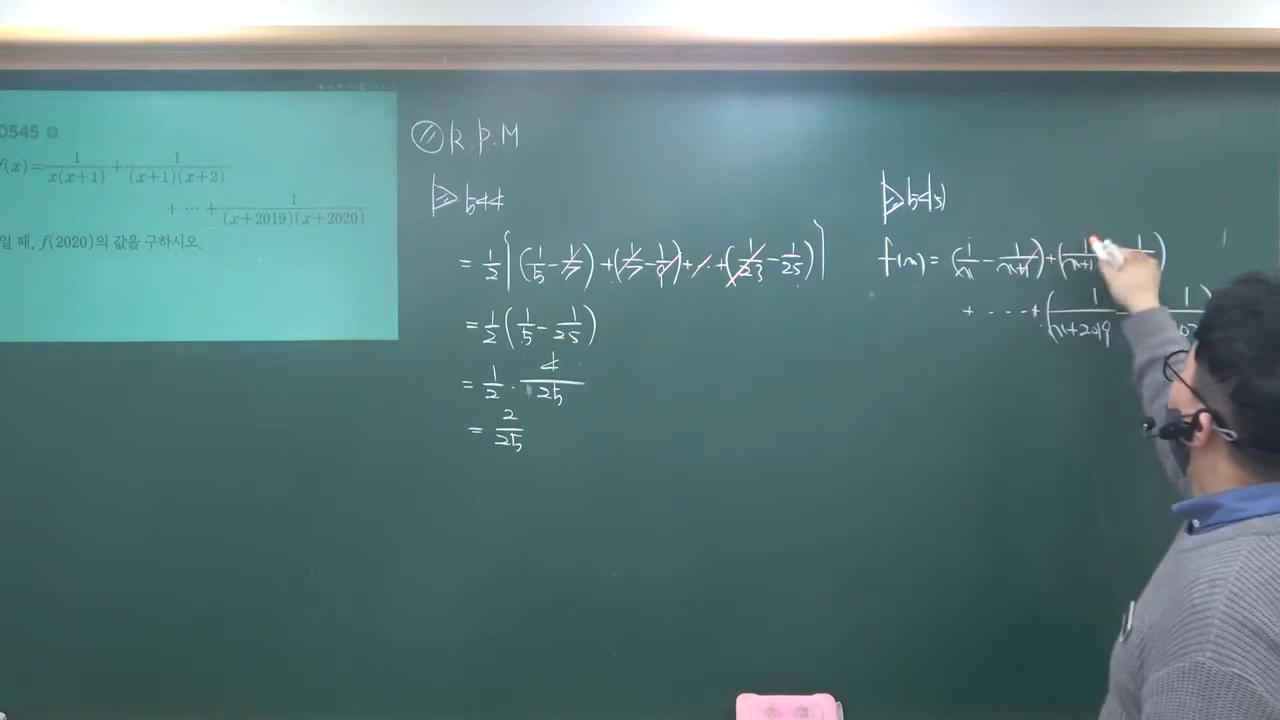 0545
f(x)=1/x(x+1)+1/(x+1)(x+2)
+ ⋯ +1/(x+2019)(x+2020)
일 때, f(2020)의 값을 구하시오.
R.P.M
544
= 1/2 {(1/5 - 1/7) + (1/7 - 1/9) + ⋯ + (1/23 - 1/25)}
= 1/2 (1/5 - 1/25)
= 1/2 · 4/25
= 2/25
545)
f(x) = (1/x - 1/x+1) + (1/x+1 1
+ ⋯ + (1/x+2019 1